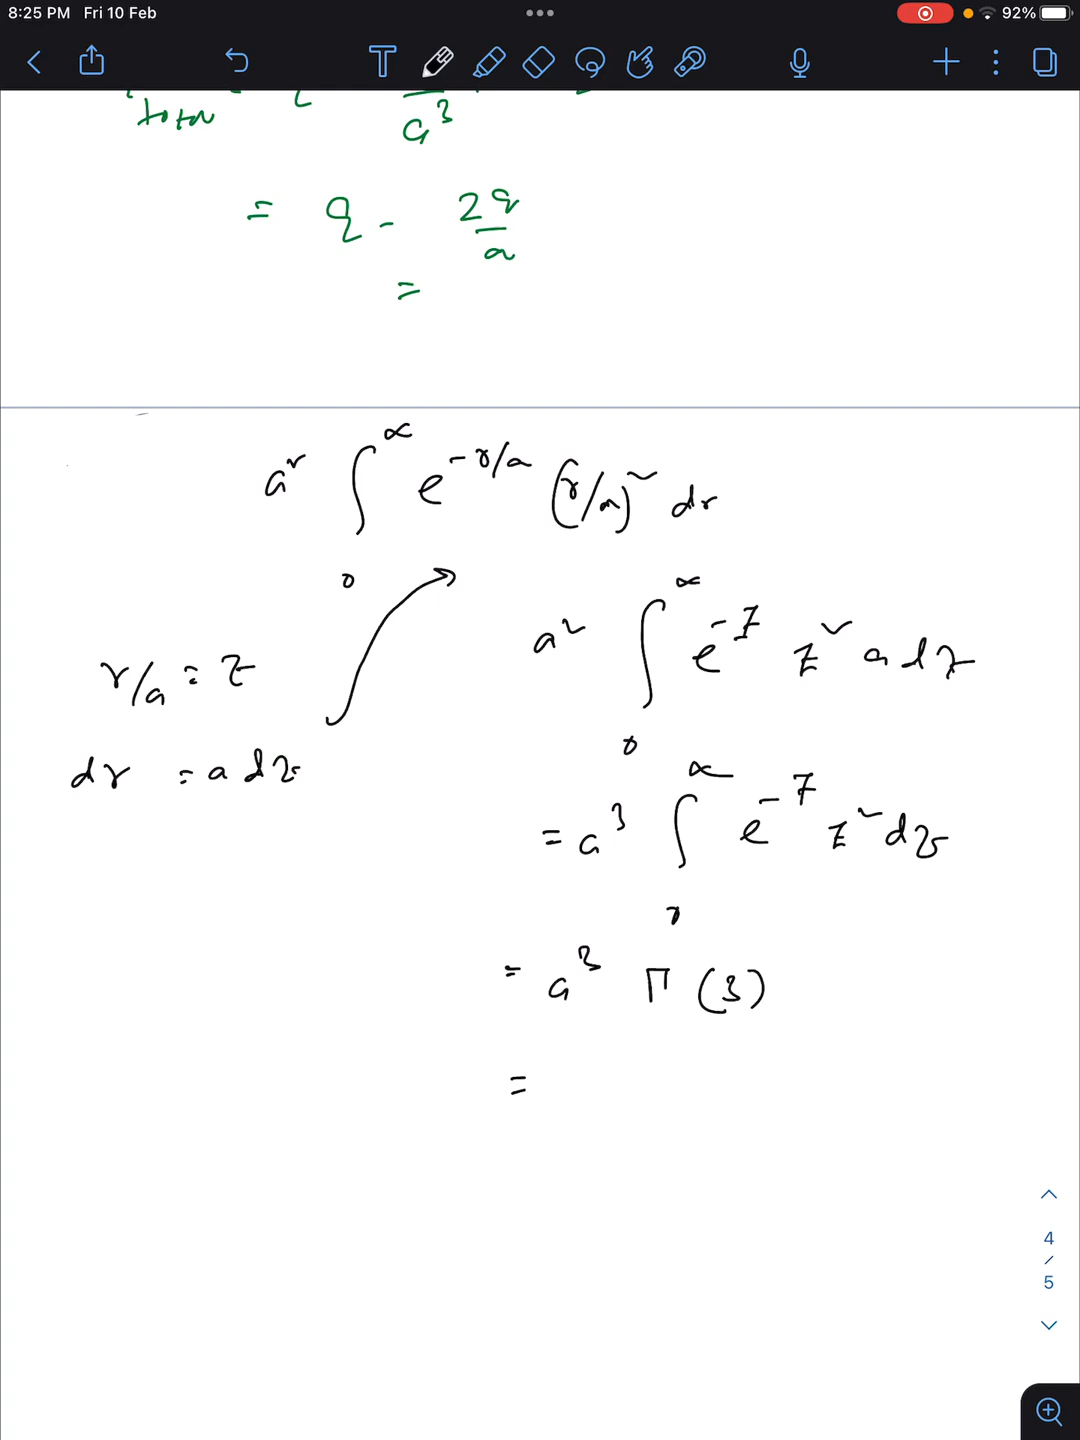 8:25 PM Fri 10 Feb 92%
T
total
a³
= q - 2q/a
=
a² ∫₀^∝ e^(-r/a) (r/a)² dr
r/a = z
dr = a dz
a² ∫₀^∝ e^(-z) z² a dz
= a³ ∫₀^∝ e^(-z) z² dz
= a³ Γ(3)
=
4
/
5